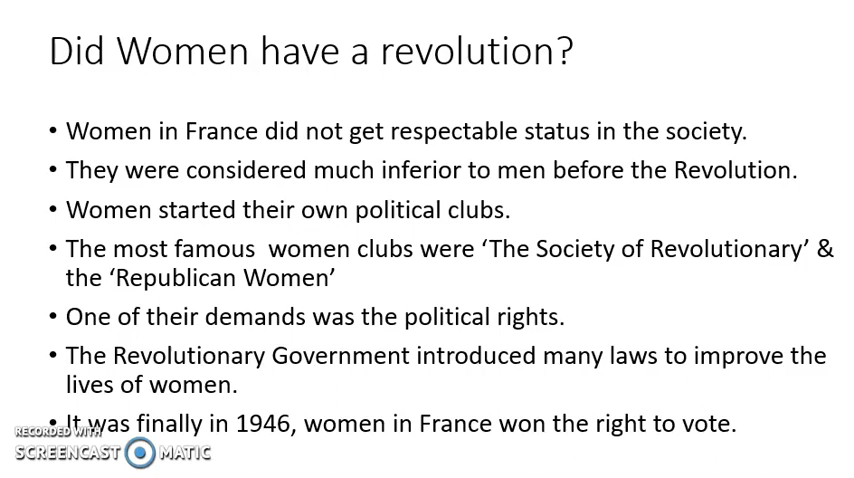 Did Women have a revolution?
• Women in France did not get respectable status in the society.
• They were considered much inferior to men before the Revolution.
• Women started their own political clubs.
• The most famous  women clubs were ‘The Society of Revolutionary’ &
the ‘Republican Women’
• One of their demands was the political rights.
• The Revolutionary Government introduced many laws to improve the
lives of women.
• It was finally in 1946, women in France won the right to vote.
RECORDED WITH
SCREENCAST MATIC